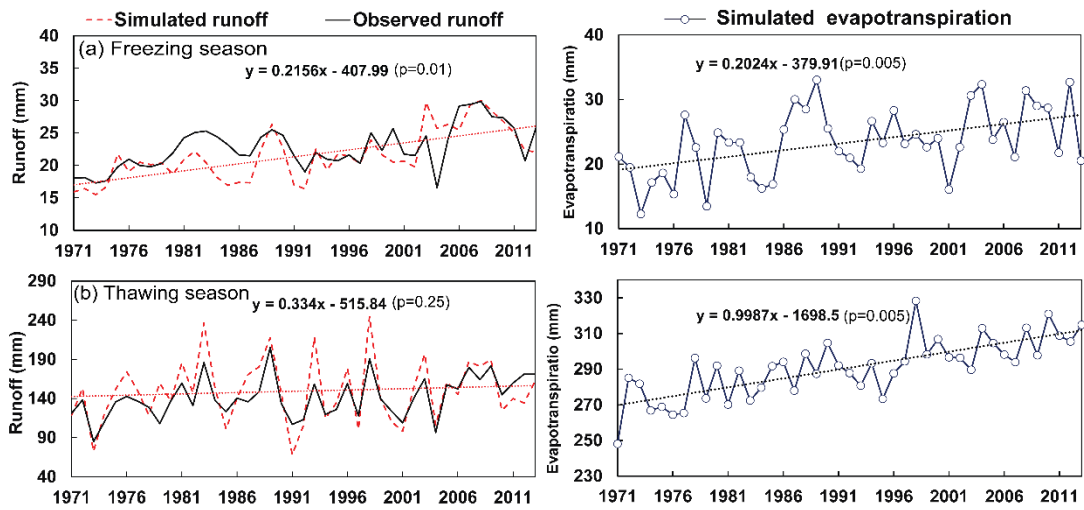 Simulated runoff Observed runoff
Simulated evapotranspiration
(a) Freezing season
y = 0.2156x - 407.99 (p=0.01)
Runoff (mm)
40
35
30
25
20
15
10
1971 1976 1981 1986 1991 1996 2001 2006 2011
y = 0.2024x - 379.91(p=0.005)
Evapotranspiratio (mm)
40
30
20
10
1971 1976 1981 1986 1991 1996 2001 2006 2011
(b) Thawing season
y = 0.334x - 515.84 (p=0.25)
Runoff (mm)
290
240
190
140
90
40
1971 1976 1981 1986 1991 1996 2001 2006 2011
y = 0.9987x - 1698.5 (p=0.005)
Evapotranspiratio (mm)
330
310
290
270
250
230
1971 1976 1981 1986 1991 1996 2001 2006 2011